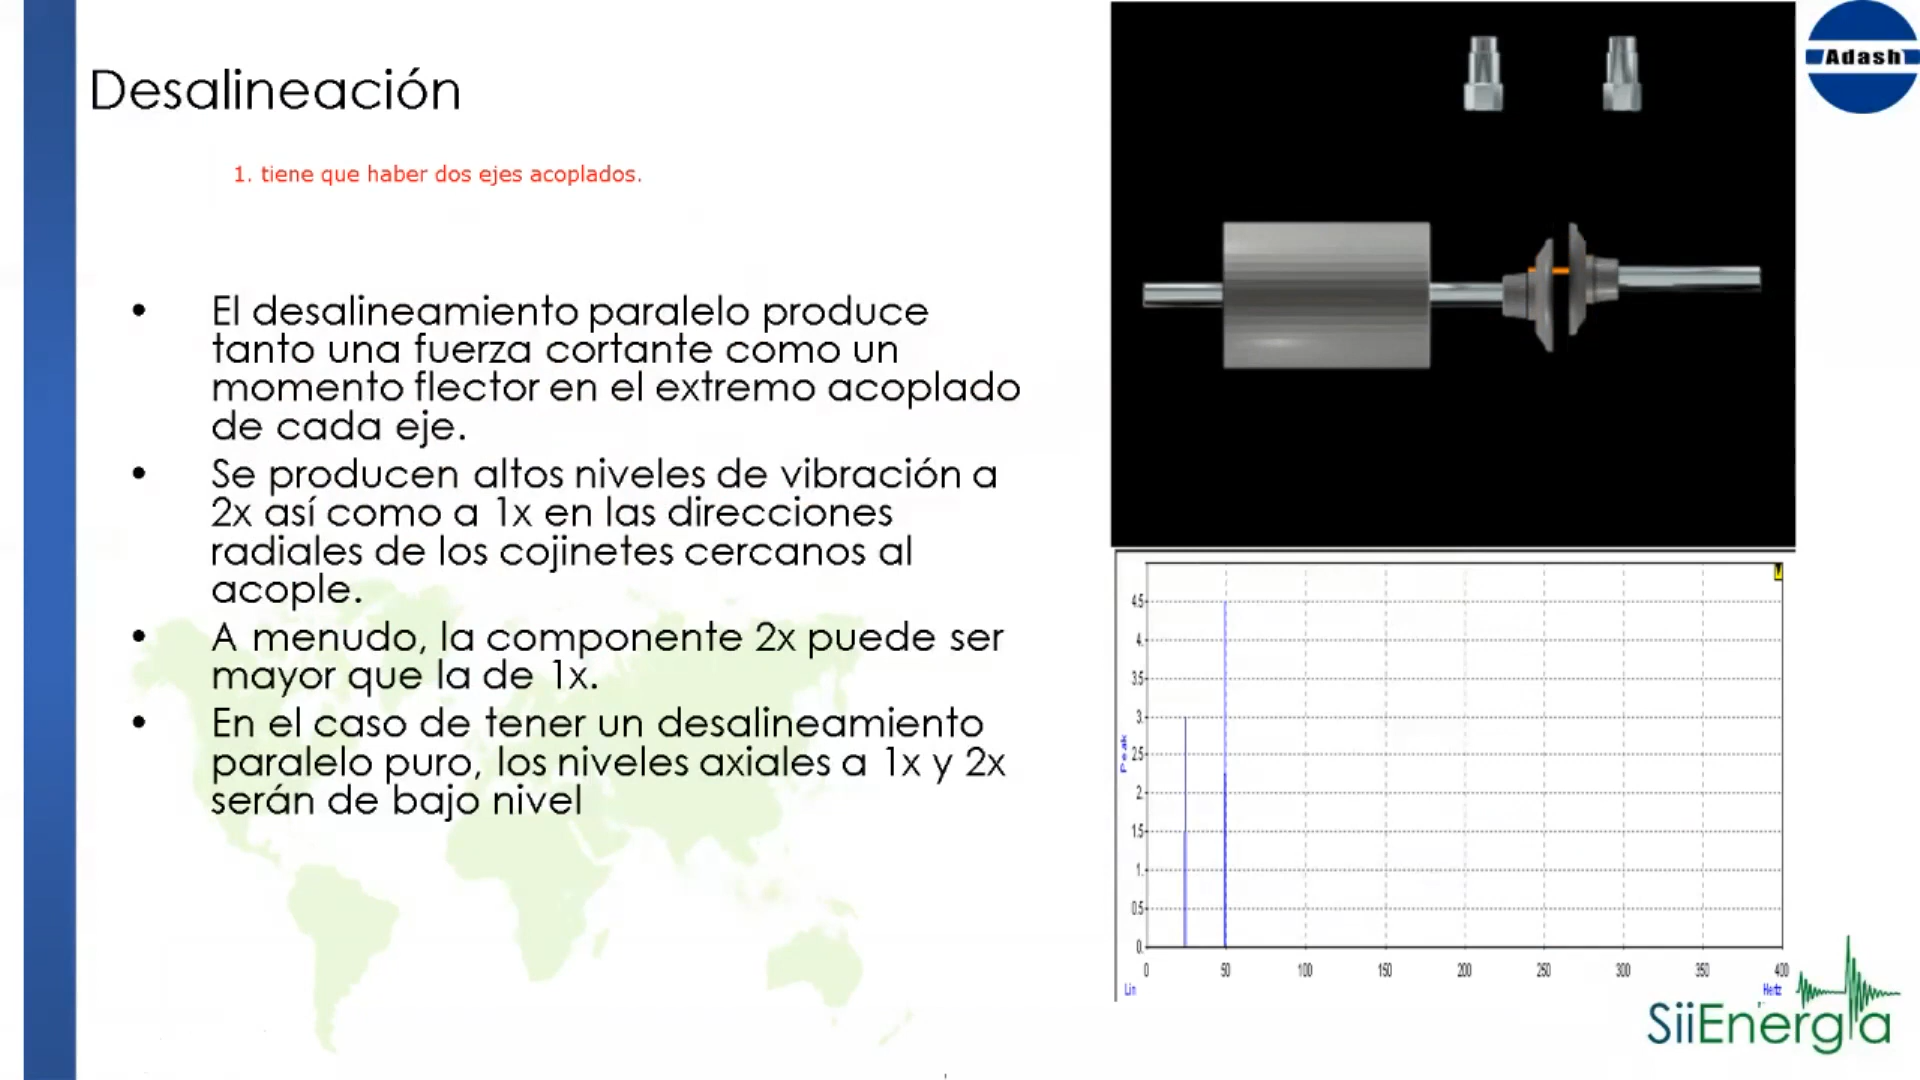 Desalineación
Adash
1. tiene que haber dos ejes acoplados.
• El desalineamiento paralelo produce
tanto una fuerza cortante como un
momento flector en el extremo acoplado
de cada eje.
• Se producen altos niveles de vibración a
2x así como a 1x en las direcciones
radiales de los cojinetes cercanos al
acople.
• A menudo, la componente 2x puede ser
mayor que la de 1x.
• En el caso de tener un desalineamiento
paralelo puro, los niveles axiales a 1x y 2x
serán de bajo nivel
4.5
4.
3.5
3.
Peak
2.5
2.
1.5
1.
0.5
0.
0 50 100 150 200 250 300 350 400
Lin
Hertz
SiiEnergía